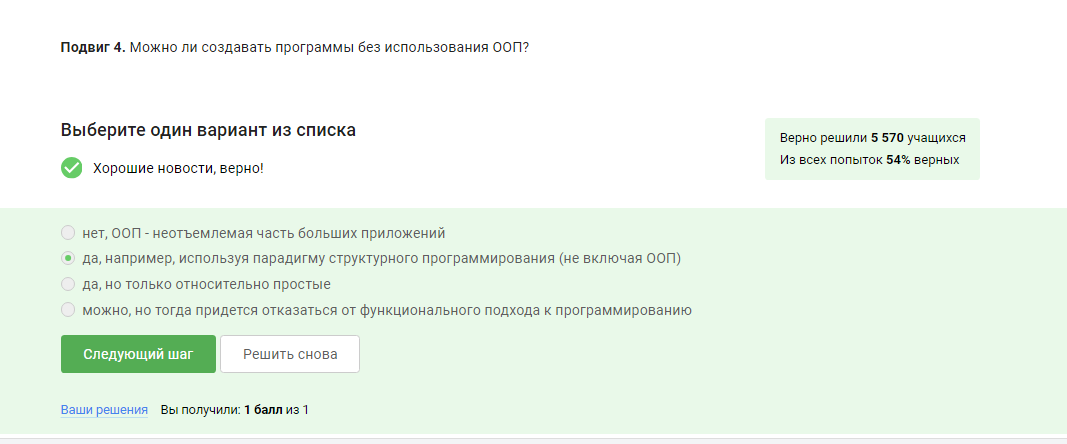 Подвиг 4. Можно ли создавать программы без использования ООП?
Выберите один вариант из списка
Хорошие новости, верно!
Верно решили 5 570 учащихся
Из всех попыток 54% верных
нет, ООП - неотъемлемая часть больших приложений
да, например, используя парадигму структурного программирования (не включая ООП)
да, но только относительно простые
можно, но тогда придется отказаться от функционального подхода к программированию
Следующий шаг
Решить снова
Ваши решения Вы получили: 1 балл из 1